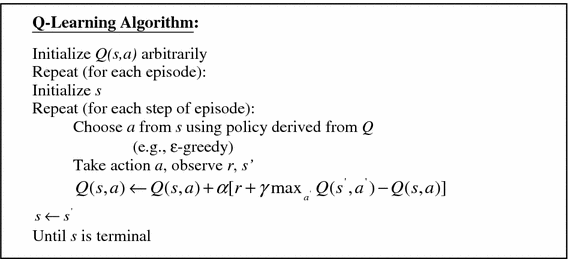 Q-Learning Algorithm:
Initialize Q(s,a) arbitrarily
Repeat (for each episode):
Initialize s
Repeat (for each step of episode):
Choose a from s using policy derived from Q
(e.g., ε-greedy)
Take action a, observe r, s'
Q(s,a) ← Q(s,a) + α[r + γ max_a' Q(s',a') − Q(s,a)]
s ← s'
Until s is terminal